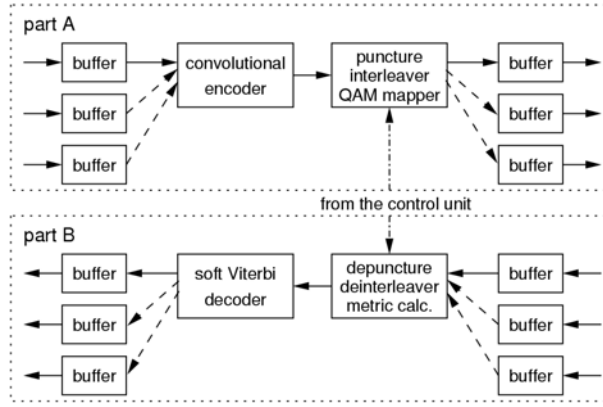 part A
buffer
convolutional
encoder
puncture
interleaver
QAM mapper
buffer
buffer
buffer
buffer
buffer
from the control unit
part B
buffer
soft Viterbi
decoder
depuncture
deinterleaver
metric calc.
buffer
buffer
buffer
buffer
buffer